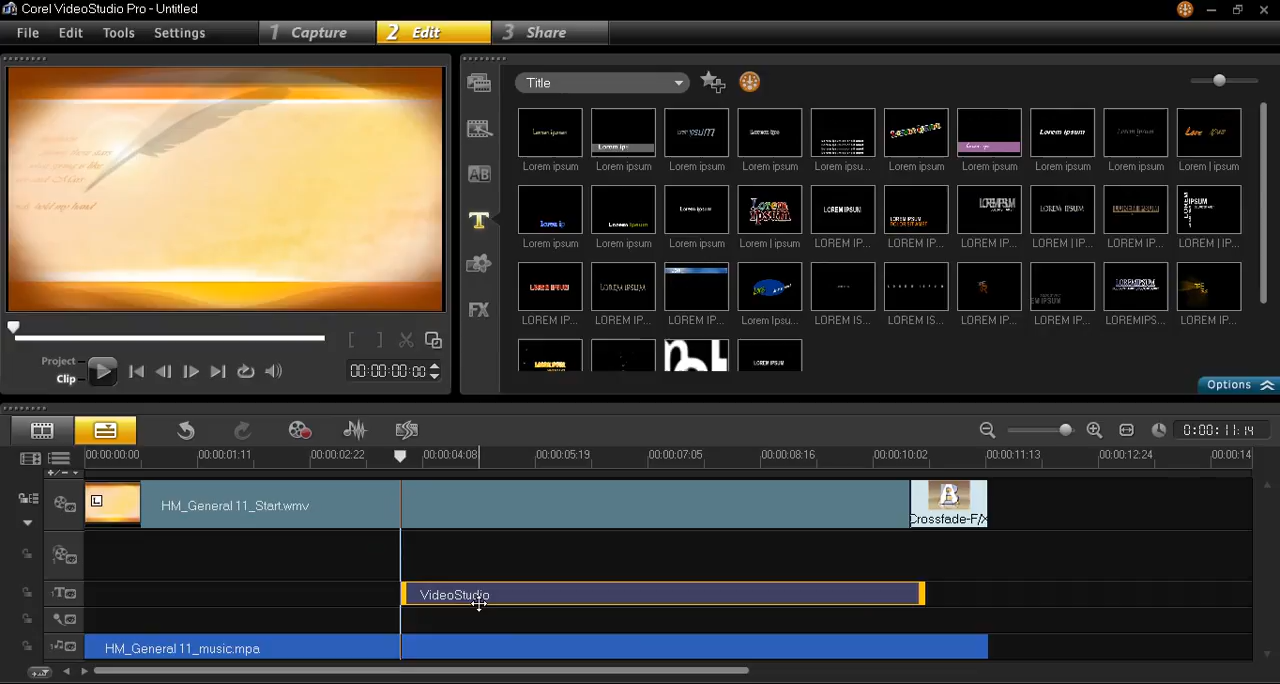 Corel VideoStudio Pro - Untitled
File Edit Tools Settings 1 Capture 2 Edit 3 Share
Title
Lorem ipsum Lorem ipsum Lorem ipsum Lorem ipsum Lorem ipsu... Lorem ipsum Lorem ipsum Lorem ipsum Lorem ipsum Lorem | ipsum
AB
Lorem ipsum Lorem ipsum Lorem ipsum Lorem | ipsum LOREM IP... LOREM IP... LOREM IP... LOREM | IP... LOREM IP... LOREM | IP...
FX
LOREM IP... LOREM IP... LOREM IP... Lorem Ipsu... LOREM IS... LOREM IS... LOREM IP... LOREM IP... LOREMIPS... LOREM IP...
Project
Clip
00:00:00:00
Options
0:00:11:14
00:00:00:00 00:00:01:11 00:00:02:22 00:00:04:08 00:00:05:19 00:00:07:05 00:00:08:16 00:00:10:02 00:00:11:13 00:00:12:24 00:00:14
HM_General 11_Start.wmv
Crossfade-F/X
VideoStudio
HM_General 11_music.mpa